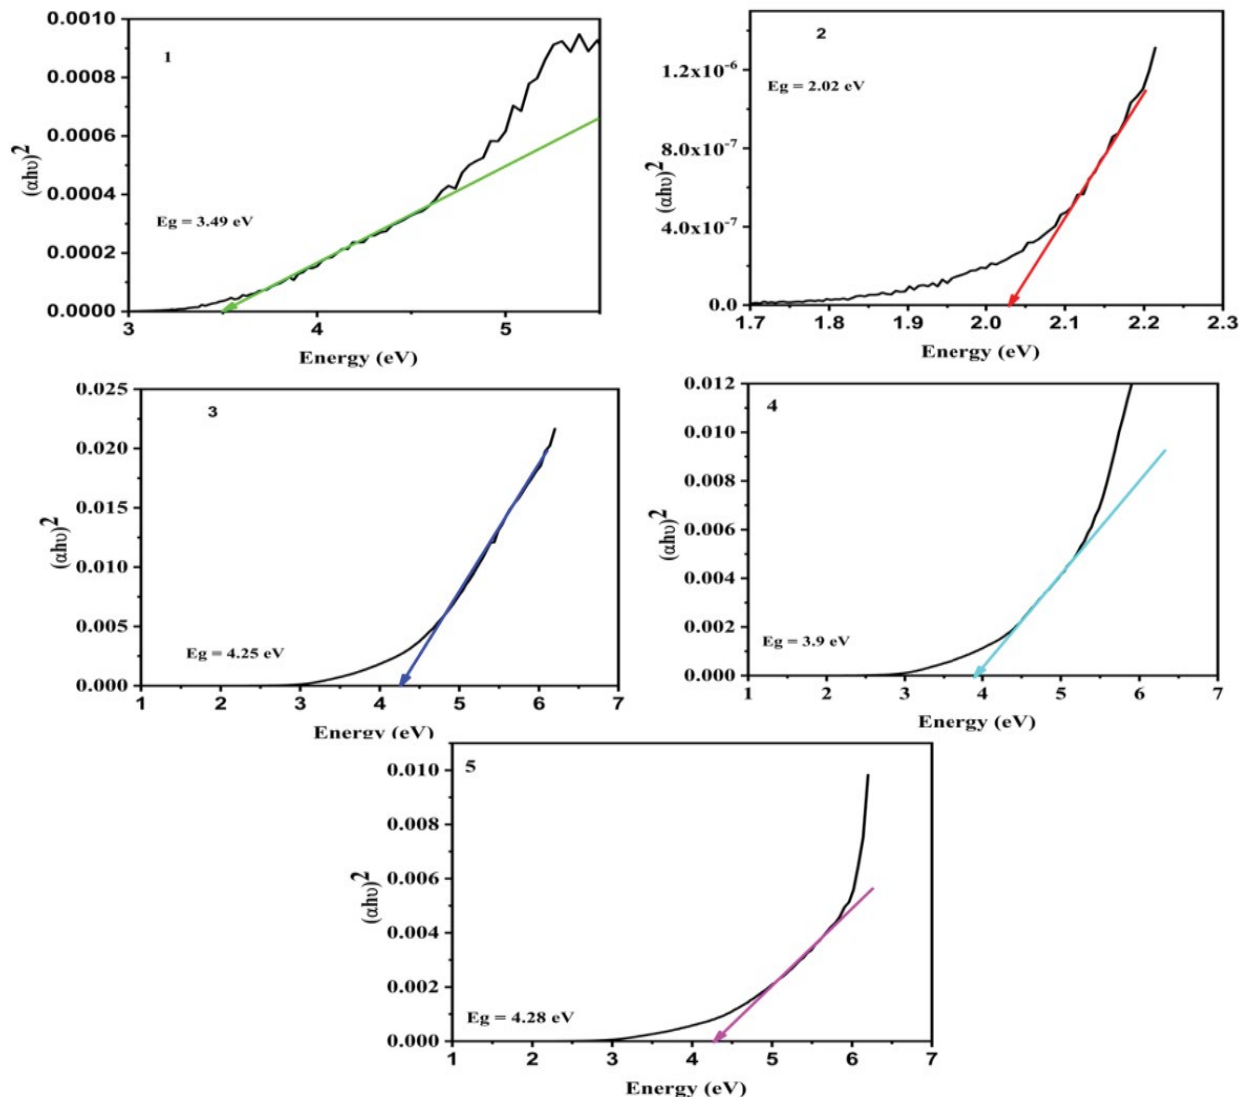 1
Eg = 3.49 eV
(αhυ)²
0.0010
0.0008
0.0006
0.0004
0.0002
0.0000
3 4 5
Energy (eV)
2
Eg = 2.02 eV
(αhυ)²
1.2x10⁻⁶
8.0x10⁻⁷
4.0x10⁻⁷
0.0
1.7 1.8 1.9 2.0 2.1 2.2 2.3
Energy (eV)
3
Eg = 4.25 eV
(αhυ)²
0.025
0.020
0.015
0.010
0.005
0.000
1 2 3 4 5 6 7
Energy (eV)
4
Eg = 3.9 eV
(αhυ)²
0.012
0.010
0.008
0.006
0.004
0.002
0.000
1 2 3 4 5 6 7
Energy (eV)
5
Eg = 4.28 eV
(αhυ)²
0.010
0.008
0.006
0.004
0.002
0.000
1 2 3 4 5 6 7
Energy (eV)